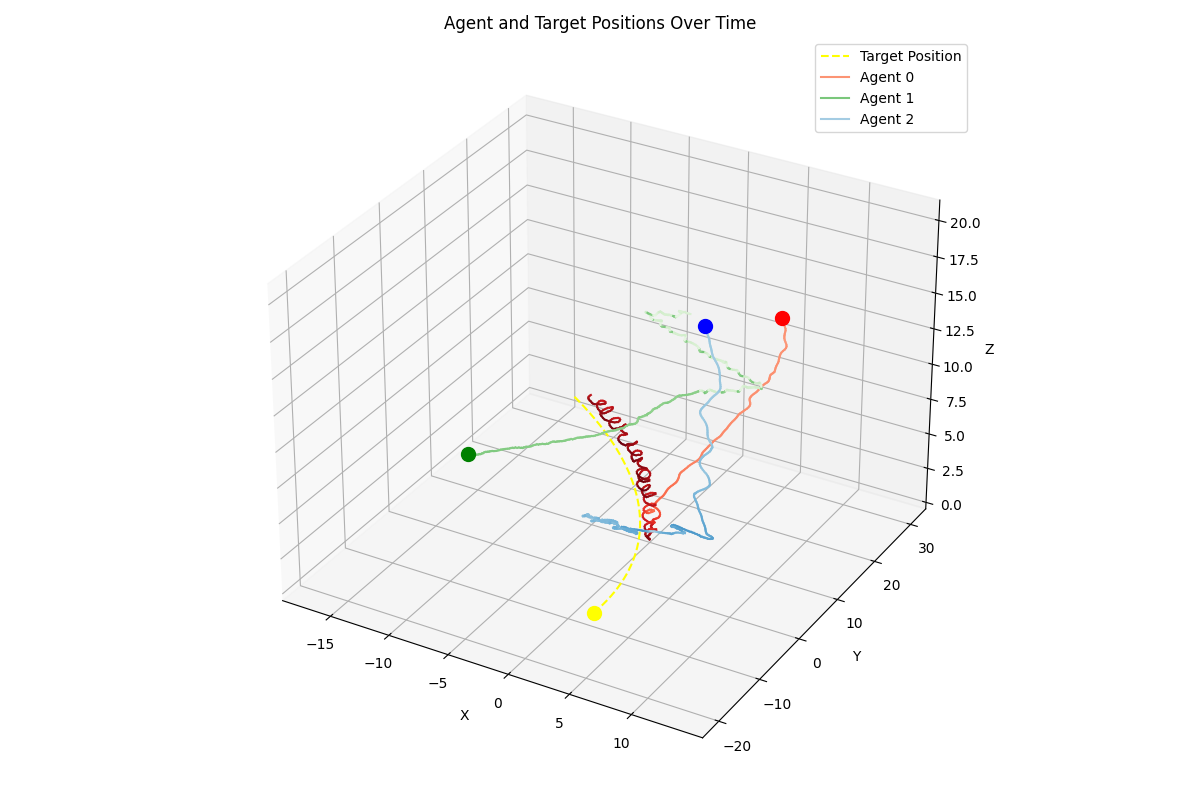 Agent and Target Positions Over Time
Target Position
Agent 0
Agent 1
Agent 2
20.0
17.5
15.0
12.5
10.0
7.5
5.0
2.5
0.0
Z
30
20
10
0
−10
−20
Y
−15
−10
−5
0
5
10
X